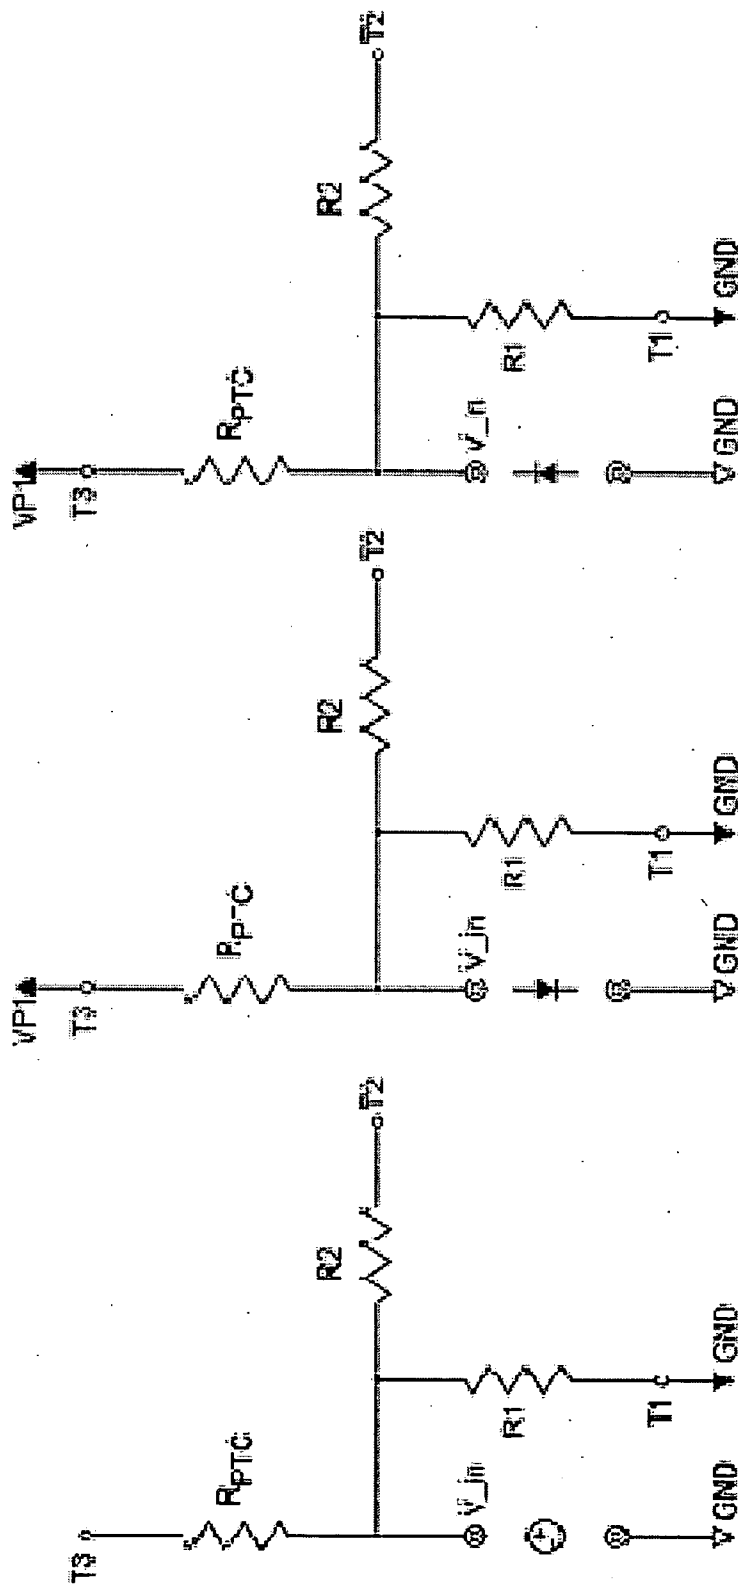 T3
RPTC
R2
T2
V_in
R1
T1
GND
GND
VP1
T3
RPTC
R2
T2
V_in
R1
T1
GND
GND
VP1
T3
RPTC
R2
T2
V_in
R1
T1
GND
GND